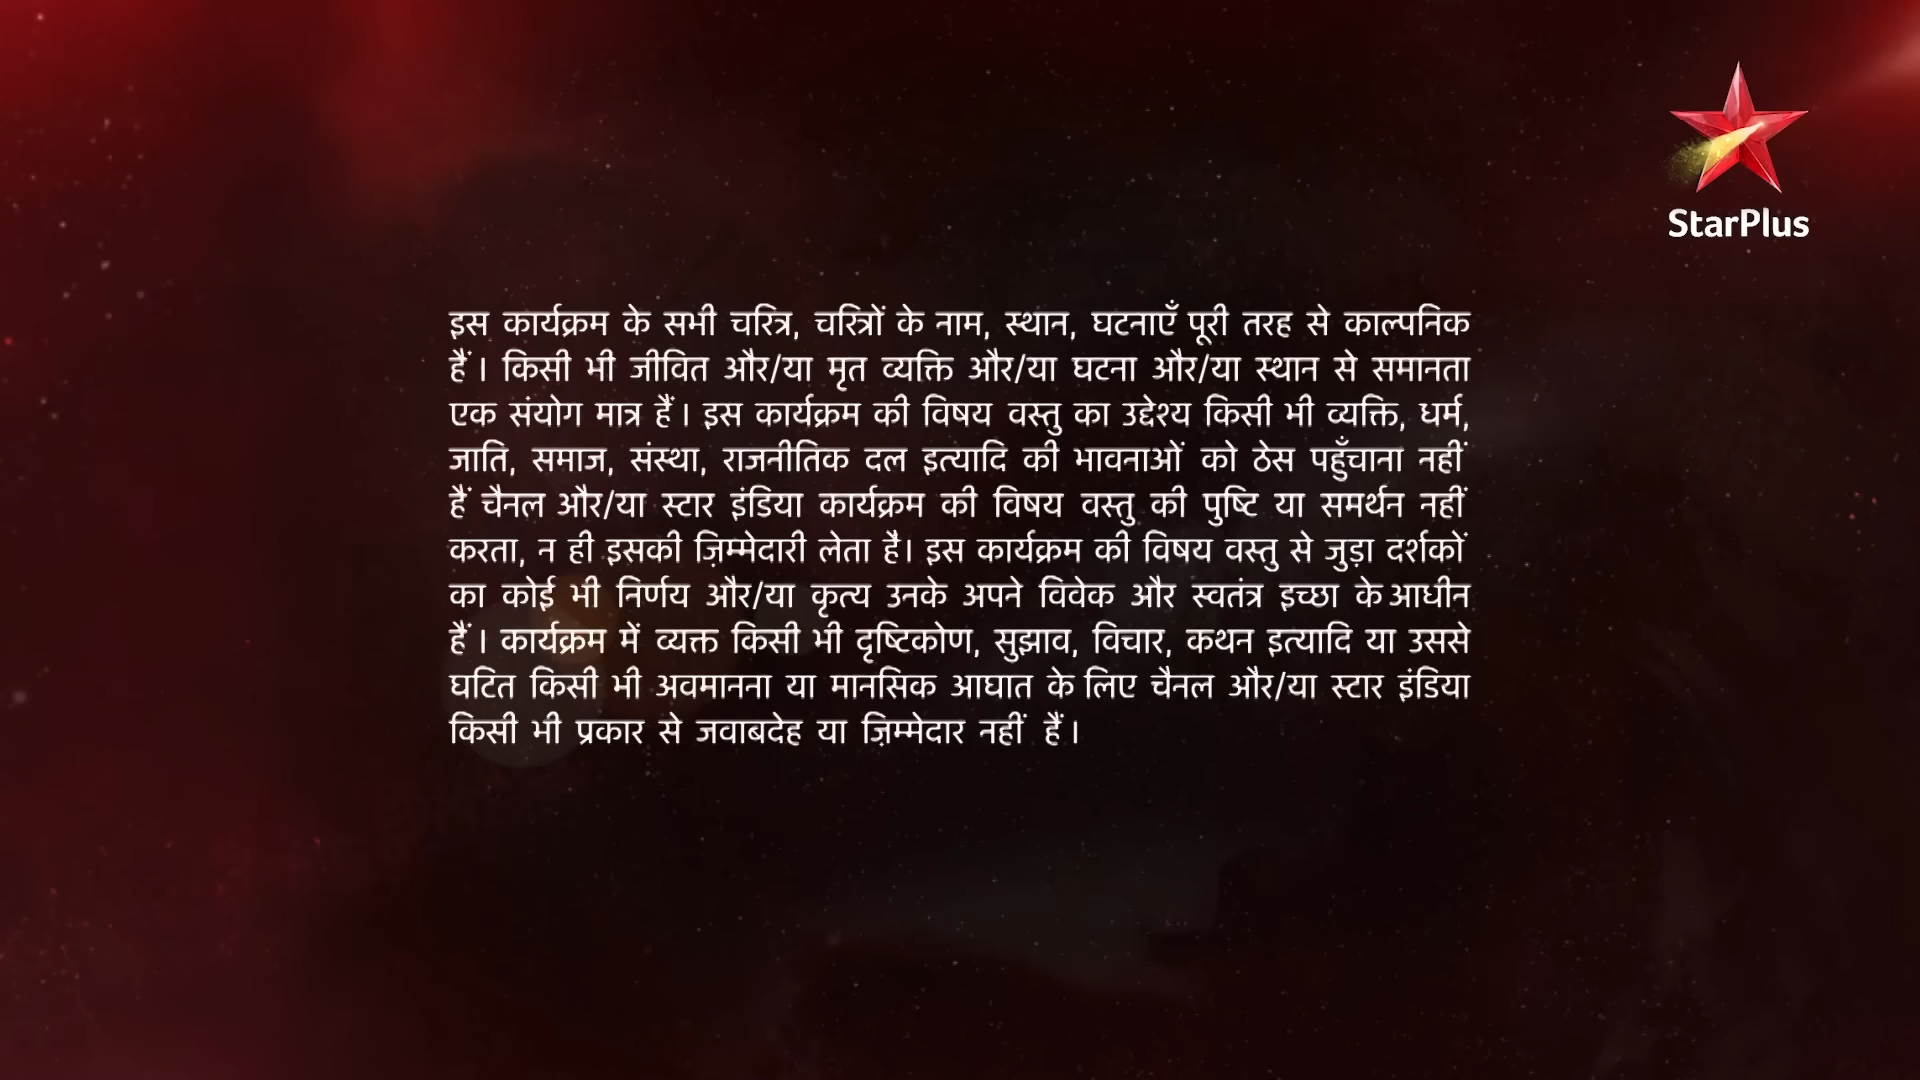 StarPlus
इस कार्यक्रम के सभी चरित्र, चरित्रों के नाम, स्थान, घटनाएँ पूरी तरह से काल्पनिक
हैं। किसी भी जीवित और/या मृत व्यक्ति और/या घटना और/या स्थान से समानता
एक संयोग मात्र हैं। इस कार्यक्रम की विषय वस्तु का उद्देश्य किसी भी व्यक्ति, धर्म,
जाति, समाज, संस्था, राजनीतिक दल इत्यादि की भावनाओं को ठेस पहुँचाना नहीं
हैं चैनल और/या स्टार इंडिया कार्यक्रम की विषय वस्तु की पुष्टि या समर्थन नहीं
करता, न ही इसकी ज़िम्मेदारी लेता है। इस कार्यक्रम की विषय वस्तु से जुड़ा दर्शकों
का कोई भी निर्णय और/या कृत्य उनके अपने विवेक और स्वतंत्र इच्छा के आधीन
हैं। कार्यक्रम में व्यक्त किसी भी दृष्टिकोण, सुझाव, विचार, कथन इत्यादि या उससे
घटित किसी भी अवमानना या मानसिक आघात के लिए चैनल और/या स्टार इंडिया
किसी भी प्रकार से जवाबदेह या ज़िम्मेदार नहीं हैं।